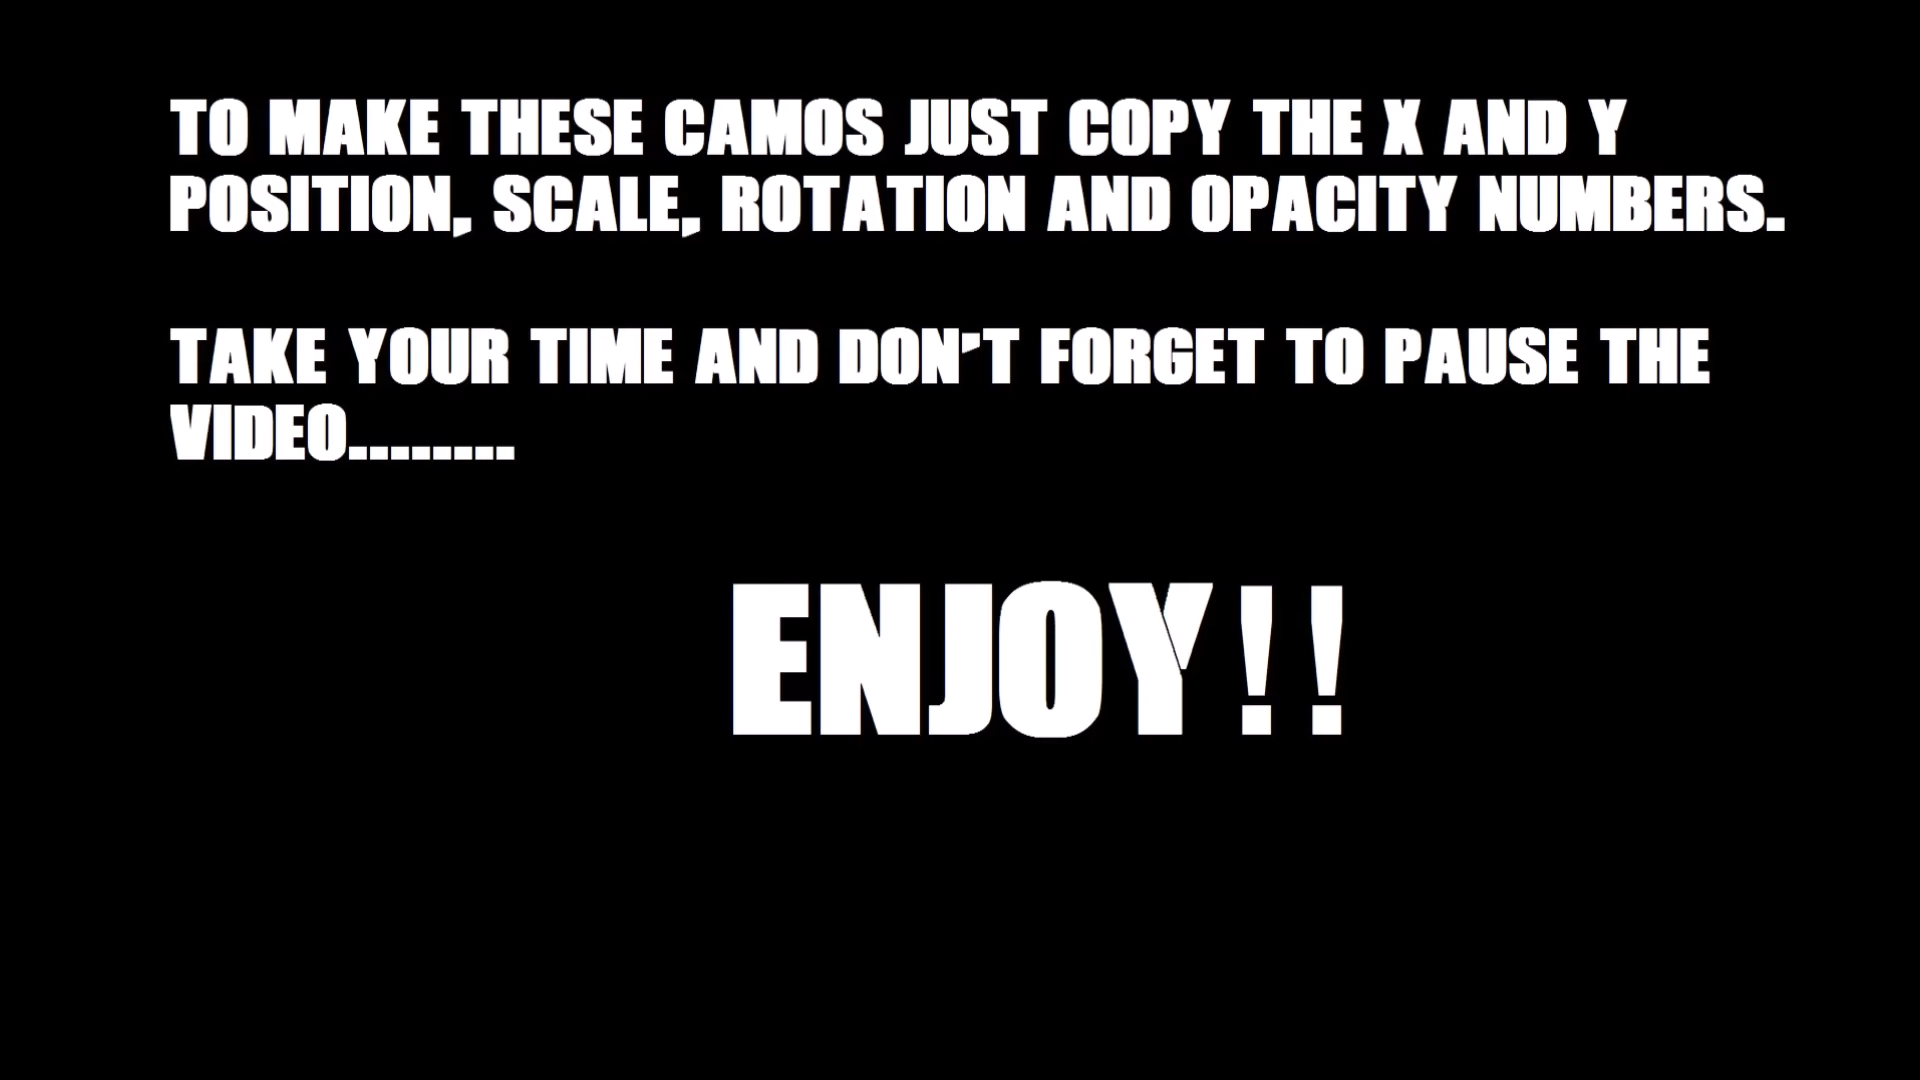 TO MAKE THESE CAMOS JUST COPY THE X AND Y
POSITION, SCALE, ROTATION AND OPACITY NUMBERS.
TAKE YOUR TIME AND DON'T FORGET TO PAUSE THE
VIDEO........
ENJOY!!